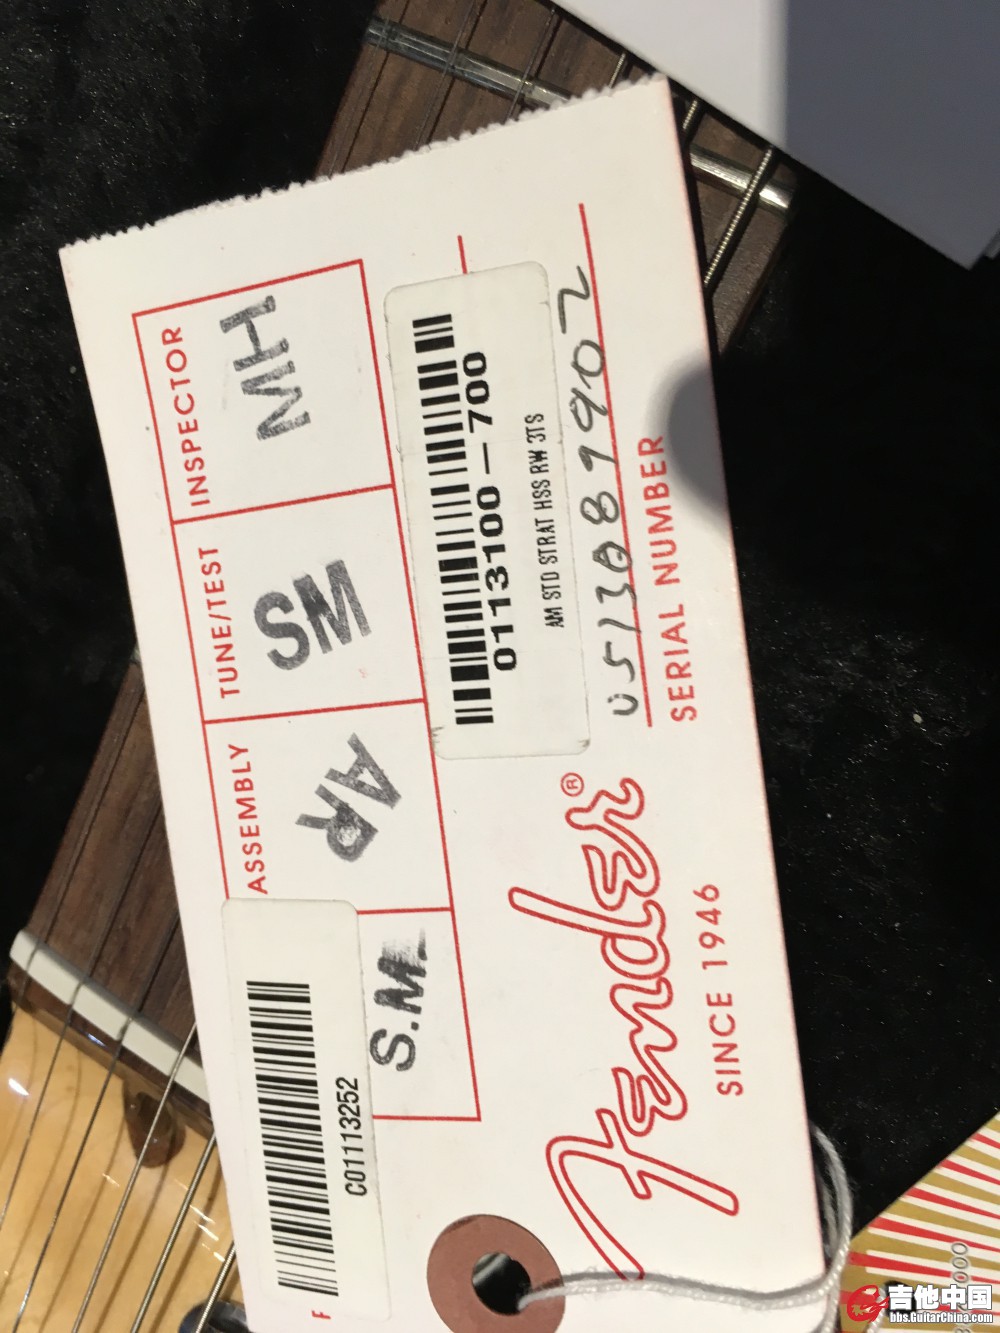 ASSEMBLY
TUNE/TEST
INSPECTOR
F
C01113252
S.M.
AR
SM
MH
0113100-700
AM STD STRAT HSS RW 3TS
US13089902
SERIAL NUMBER
Fender®
SINCE 1946
吉他中国
bbs.GuitarChina.com